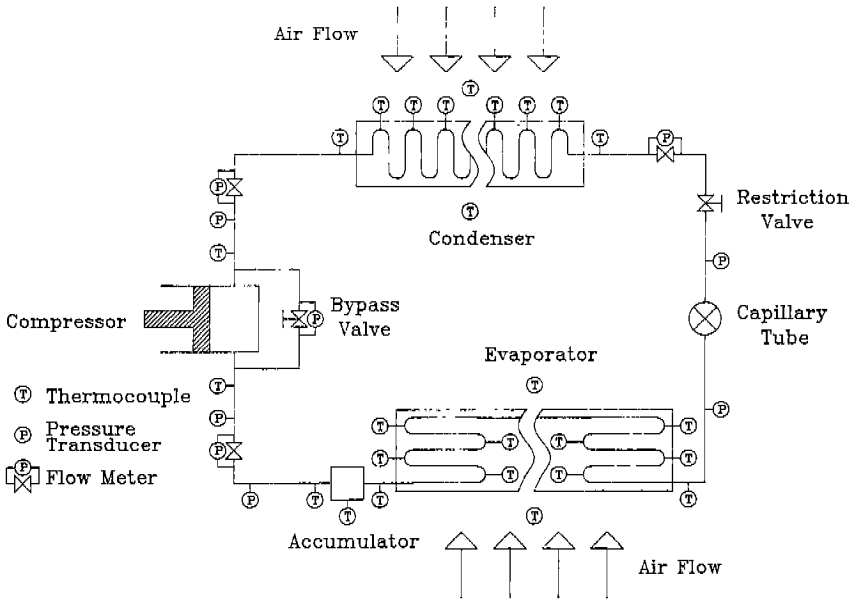 Air Flow
T
T T T T T T
T T P
P
P
T
Condenser
T
Restriction
Valve
P
Compressor
Bypass
Valve
P
Capillary
Tube
Evaporator
T
T
P
P
P
T Thermocouple
P Pressure
Transducer
P Flow Meter
T T T T
T T T T
P T T T T
Accumulator
T
Air Flow